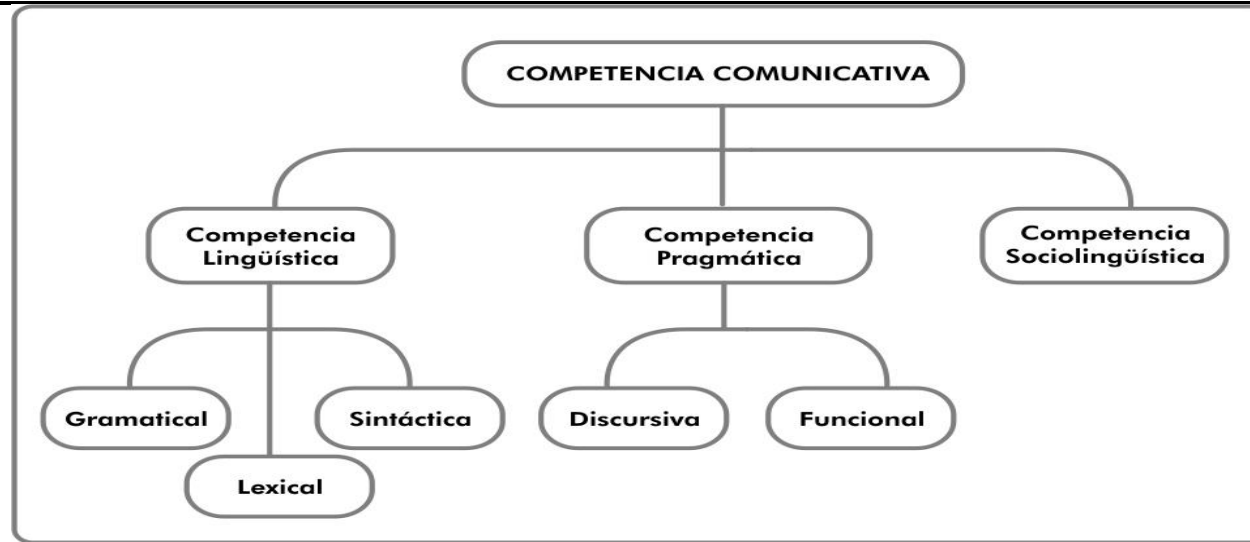 COMPETENCIA COMUNICATIVA
Competencia
Lingüística
Competencia
Pragmática
Competencia
Sociolingüística
Gramatical
Sintáctica
Discursiva
Funcional
Lexical